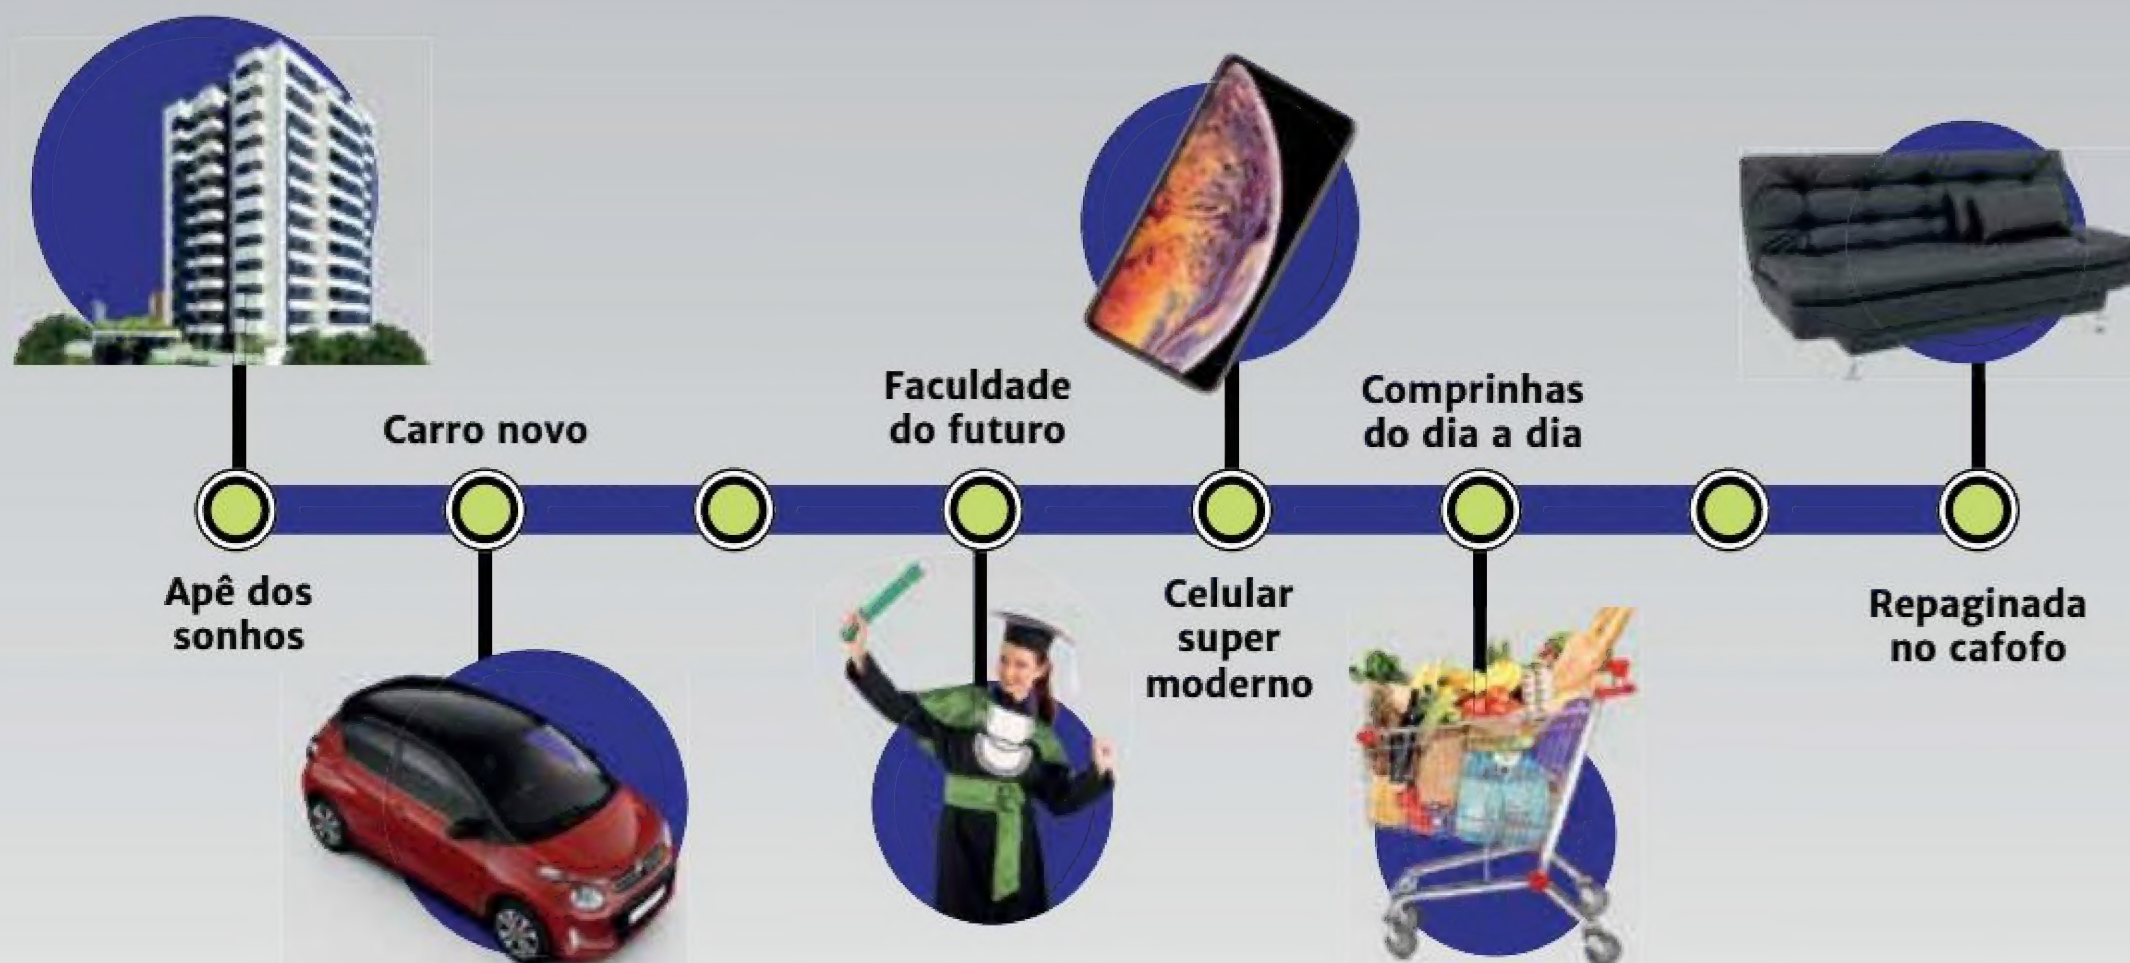 Apê dos
sonhos
Carro novo
Faculdade
do futuro
Celular
super
moderno
Comprinhas
do dia a dia
Repaginada
no cafofo